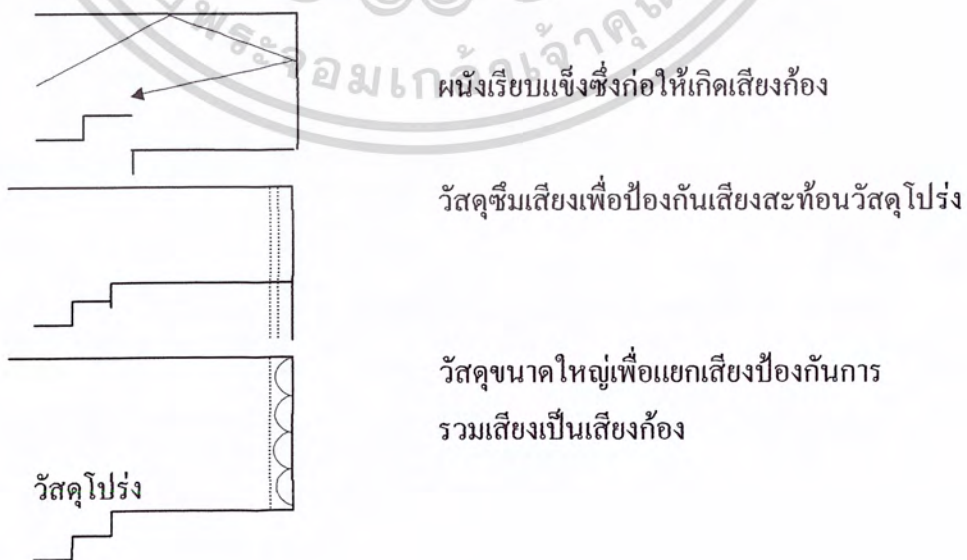 ผนังเรียบแข็งซึ่งก่อให้เกิดเสียงก้อง
วัสดุซึมเสียงเพื่อป้องกันเสียงสะท้อนวัสดุโปร่ง
วัสดุขนาดใหญ่เพื่อแยกเสียงป้องกันการ
รวมเสียงเป็นเสียงก้อง
วัสดุโปร่ง